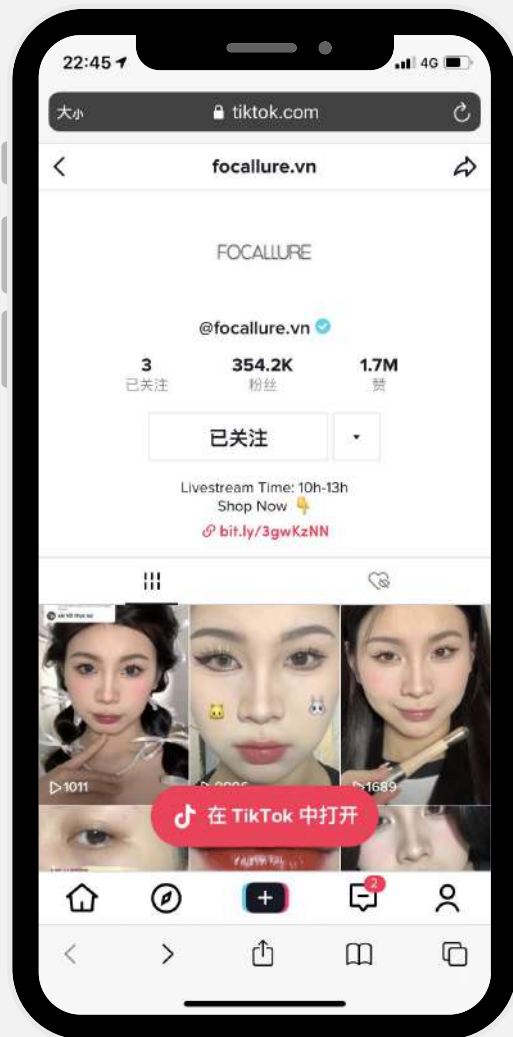 22:45
4G
大小
tiktok.com
focallure.vn
FOCALLURE
@focallure.vn
3 354.2K 1.7M
已关注 粉丝 赞
已关注
Livestream Time: 10h-13h
Shop Now
bit.ly/3gwKzNN
1011
1689
在 TikTok 中打开
2